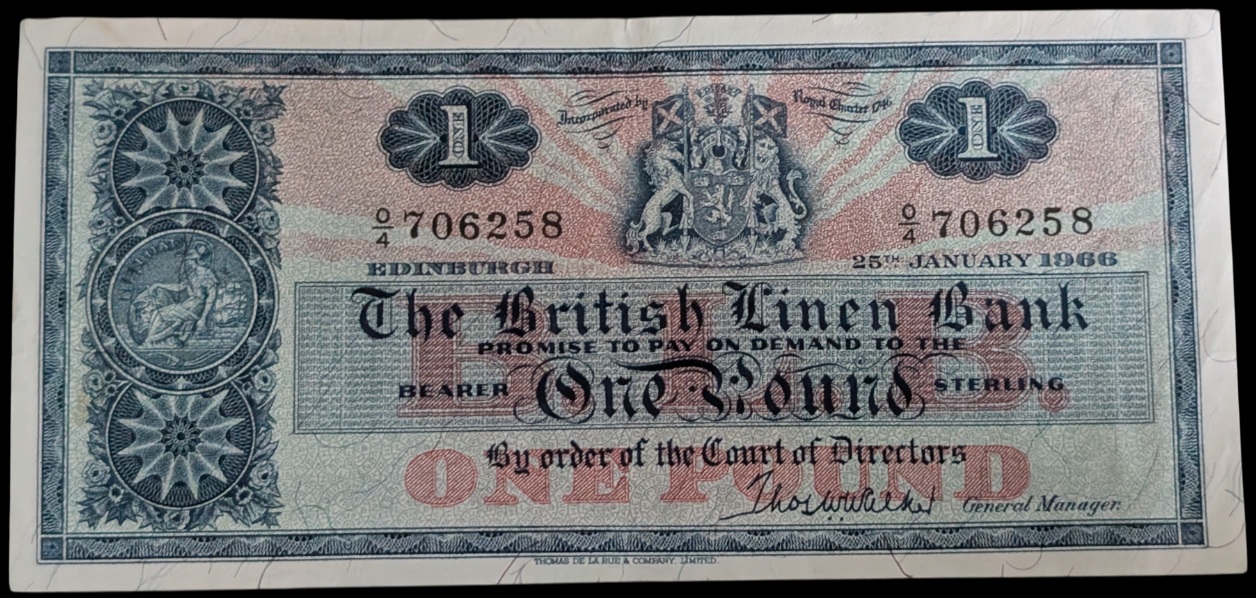 1 ONE
Incorporated by Royal Charter 1746
1 ONE
O/4 706258
O/4 706258
EDINBURGH
25TH JANUARY 1966
The British Linen Bank
PROMISE TO PAY ON DEMAND TO THE
BEARER One Pound STERLING
B.L.B.
By order of the Court of Directors
ONE POUND
Thos W Walker General Manager.
THOMAS DE LA RUE & COMPANY, LIMITED.